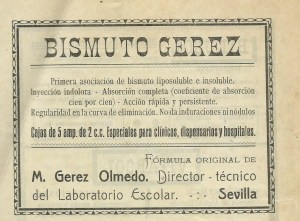 BISMUTO GEREZ
Primera asociación de bismuto liposoluble e insoluble.
Inyección indolora - Absorción completa (coeficiente de absorción
cien por cien) - Acción rápida y persistente.
Regularidad en la curva de eliminación. No da induraciones ni nódulos
Cajas de 5 amp. de 2 c.c. Especiales para clínicas, dispensarios y hospitales.
FÓRMULA ORIGINAL DE
M. Gerez Olmedo. Director - técnico
del Laboratorio Escolar. -:- Sevilla